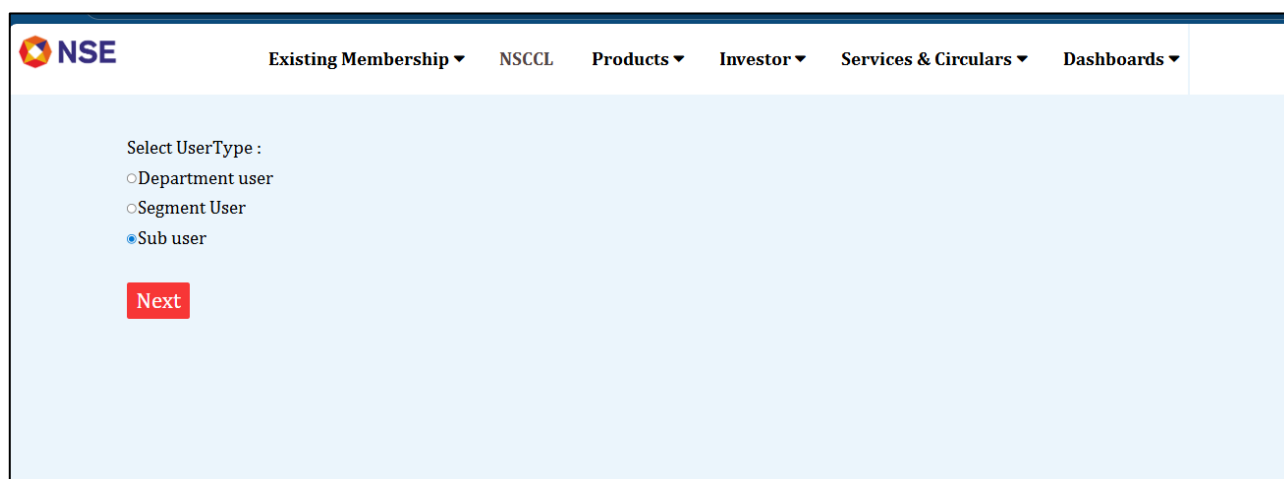 NSE
Existing Membership NSCCL Products Investor Services & Circulars Dashboards
Select UserType :
Department user
Segment User
Sub user
Next